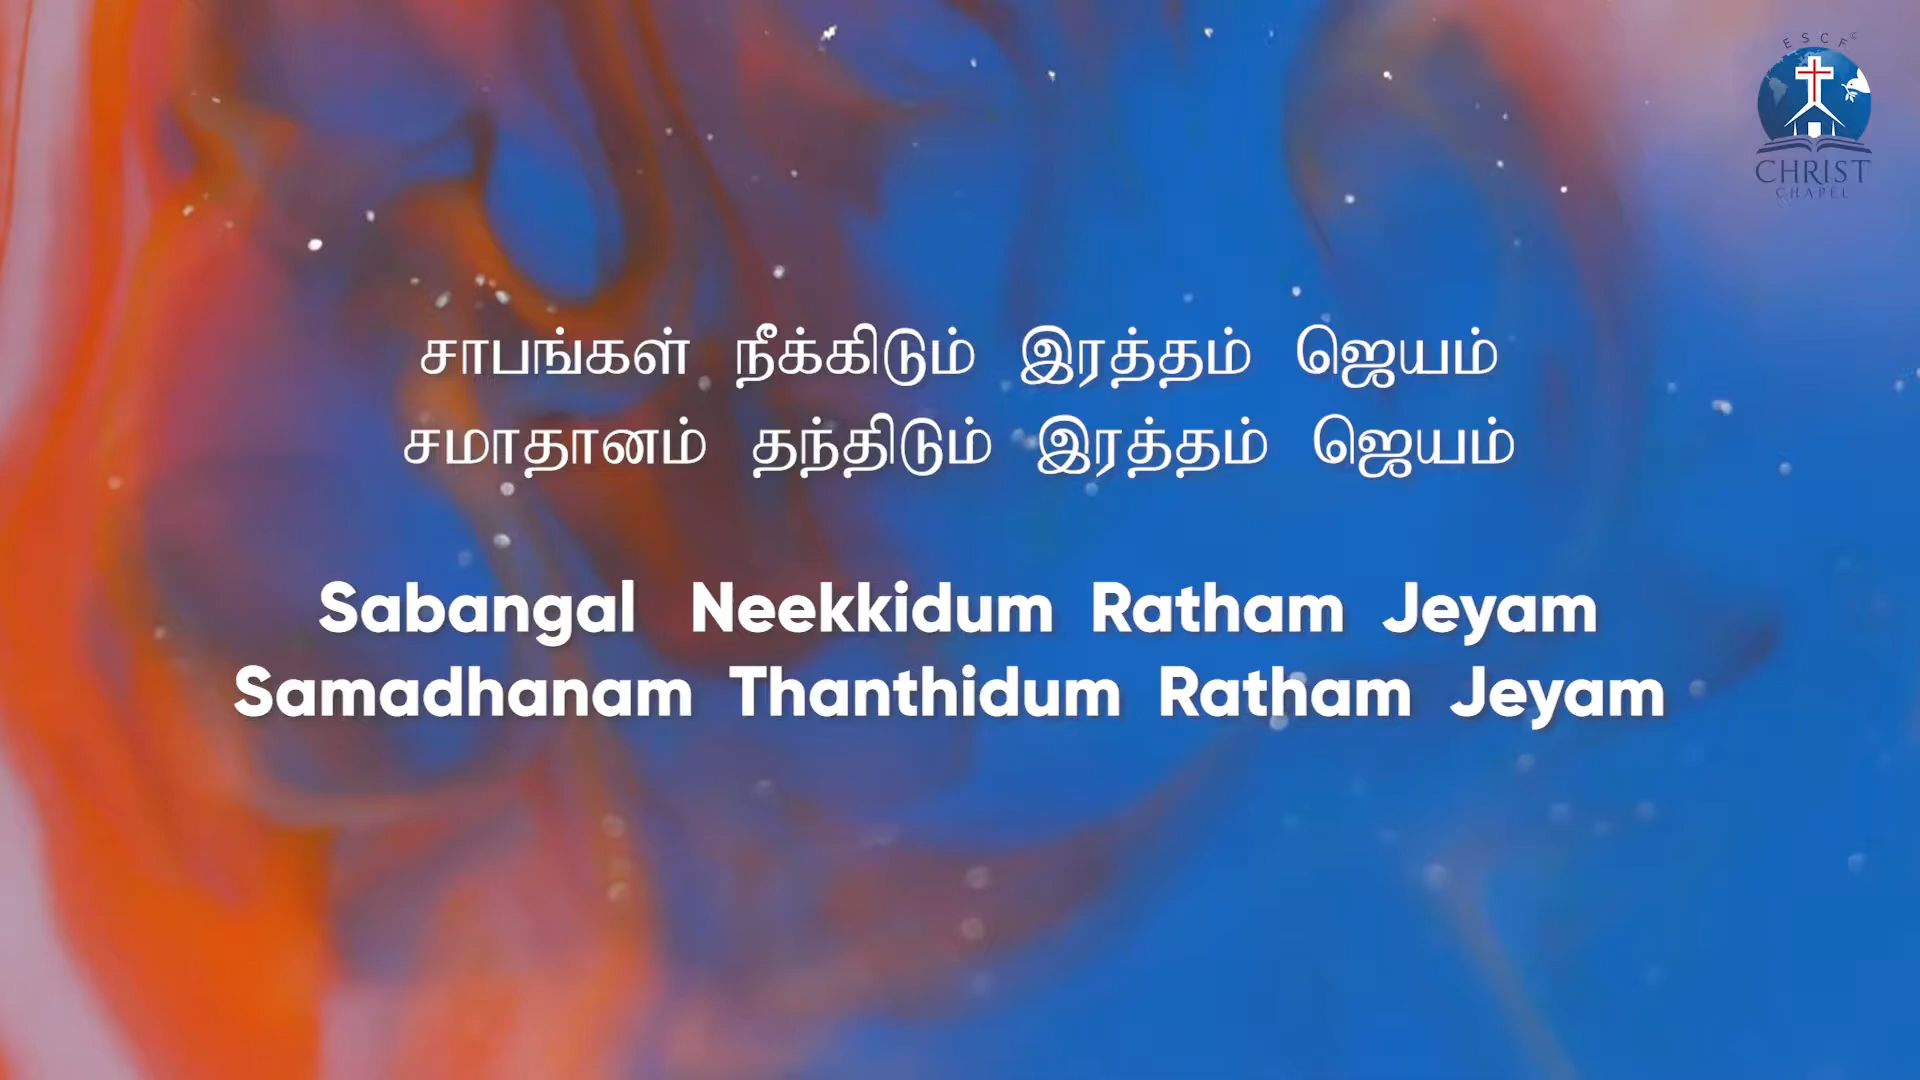 ESCF©
CHRIST
CHAPEL
சாபங்கள் நீக்கிடும் இரத்தம் ஜெயம்
சமாதானம் தந்திடும் இரத்தம் ஜெயம்
Sabangal Neekkidum Ratham Jeyam
Samadhanam Thanthidum Ratham Jeyam